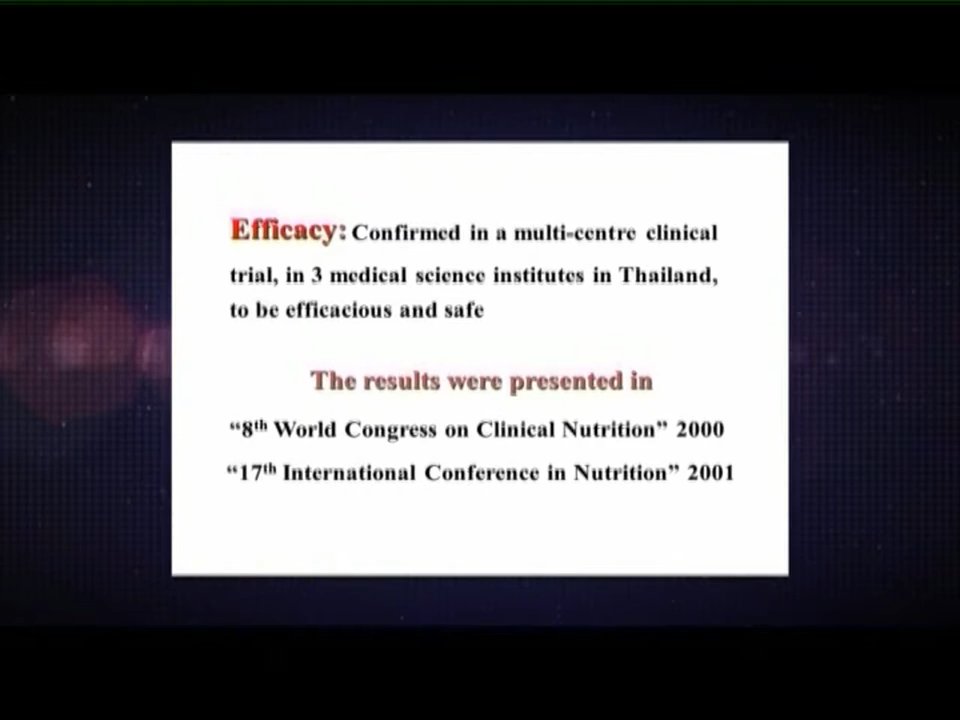 Efficacy: Confirmed in a multi-centre clinical
trial, in 3 medical science institutes in Thailand,
to be efficacious and safe
The results were presented in
“8th World Congress on Clinical Nutrition” 2000
“17th International Conference in Nutrition” 2001